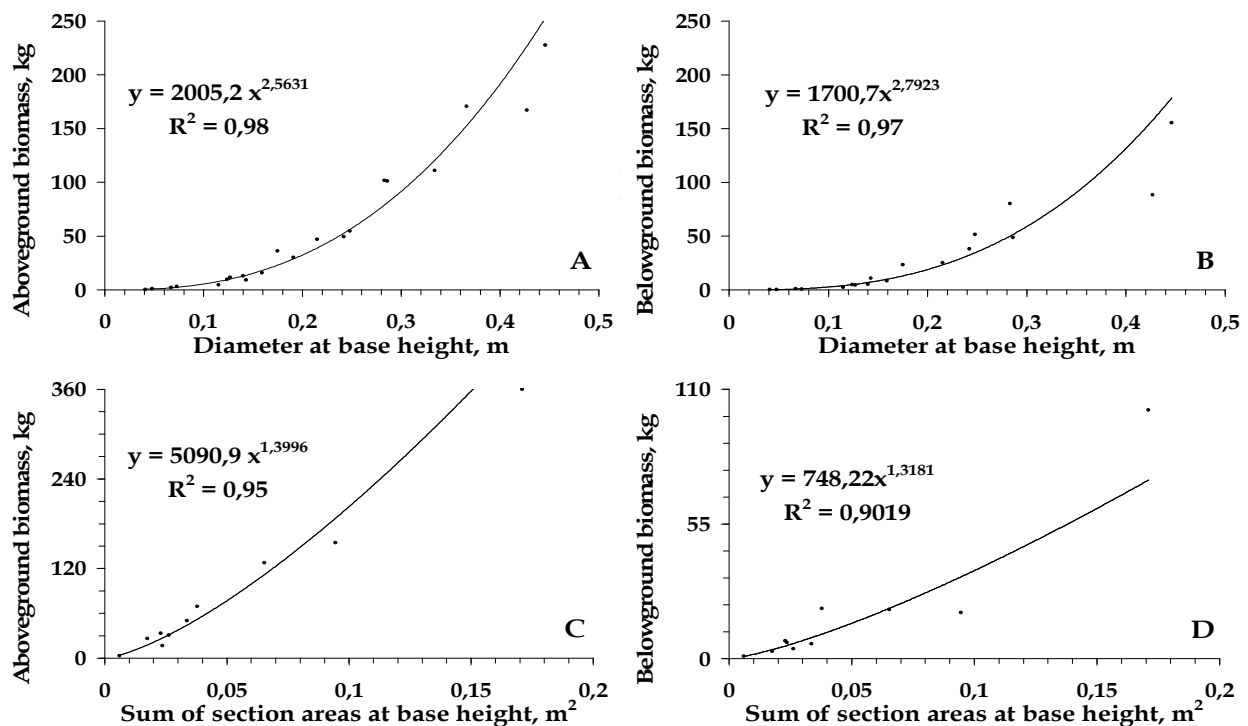 Aboveground biomass, kg
250
200
150
100
50
0
y = 2005,2 x^2,5631
R² = 0,98
A
0 0,1 0,2 0,3 0,4 0,5
Diameter at base height, m
Belowground biomass, kg
250
200
150
100
50
0
y = 1700,7x^2,7923
R² = 0,97
B
0 0,1 0,2 0,3 0,4 0,5
Diameter at base height, m
Aboveground biomass, kg
360
240
120
0
y = 5090,9 x^1,3996
R² = 0,95
C
0 0,05 0,1 0,15 0,2
Sum of section areas at base height, m²
Belowground biomass, kg
110
55
0
y = 748,22x^1,3181
R² = 0,9019
D
0 0,05 0,1 0,15 0,2
Sum of section areas at base height, m²